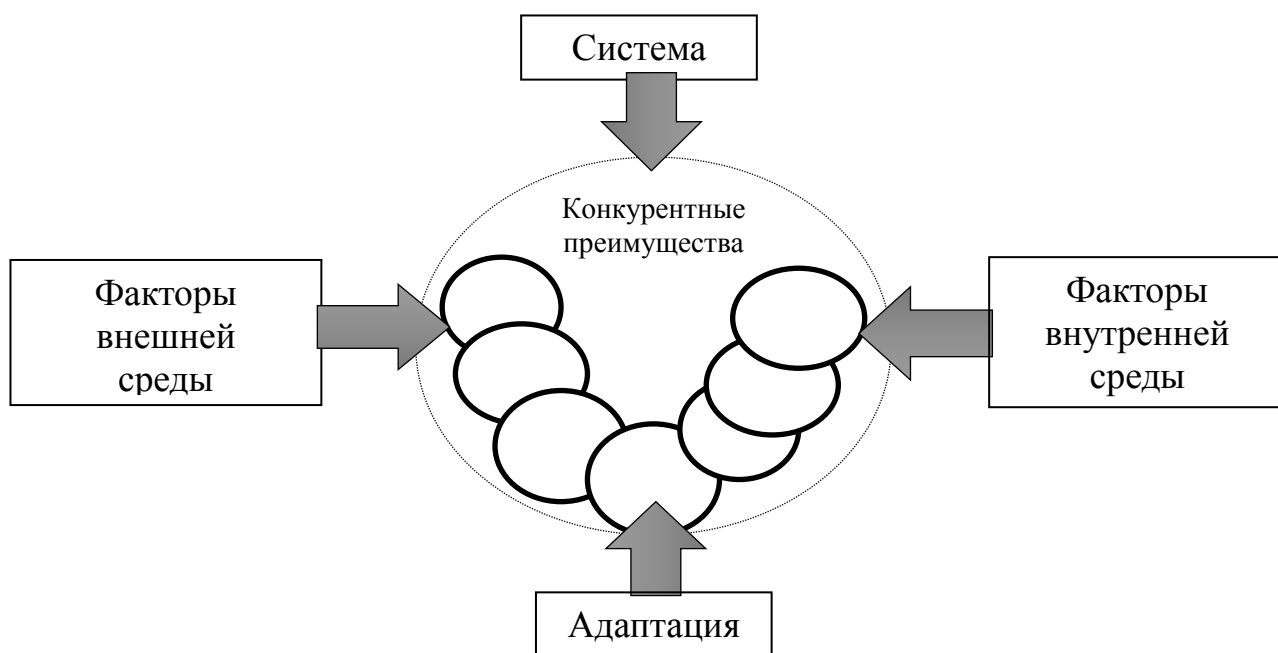 Система
Конкурентные
преимущества
Факторы
внешней
среды
Факторы
внутренней
среды
Адаптация